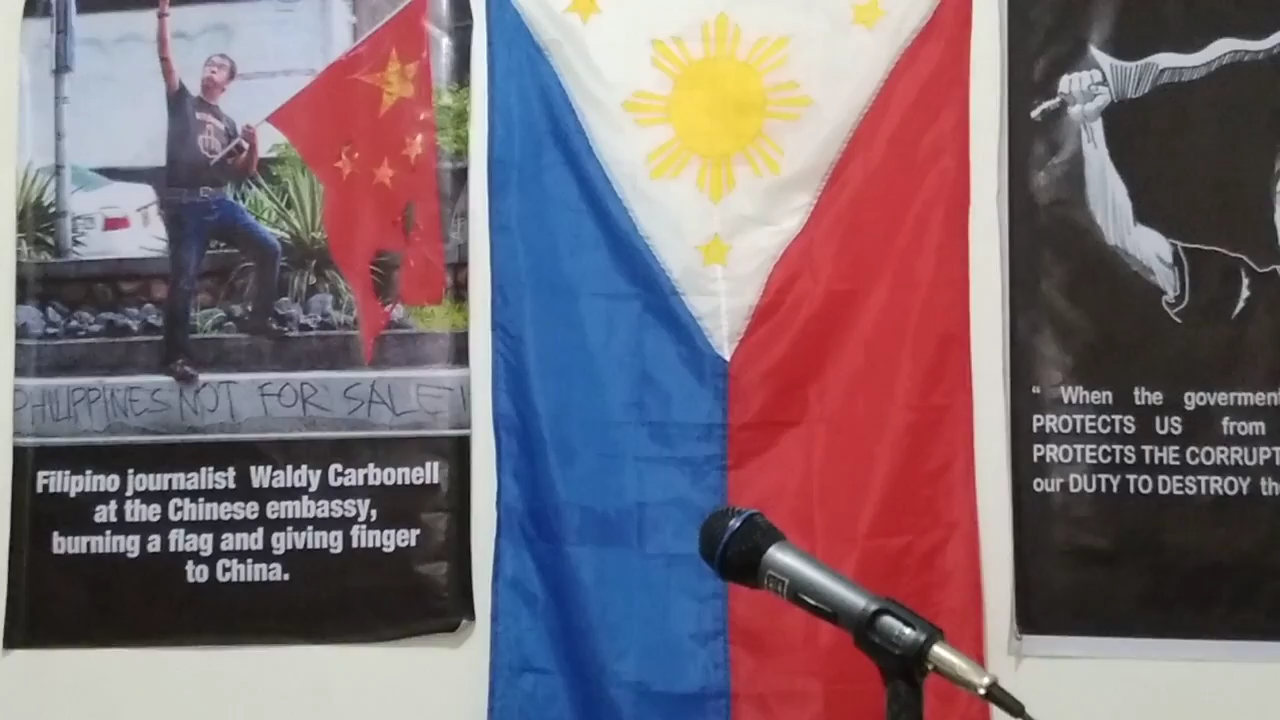 PHILIPPINES NOT FOR SALE!
Filipino journalist Waldy Carbonell
at the Chinese embassy,
burning a flag and giving finger
to China.
“ When the goverment
PROTECTS US from
PROTECTS THE CORRUPT
our DUTY TO DESTROY